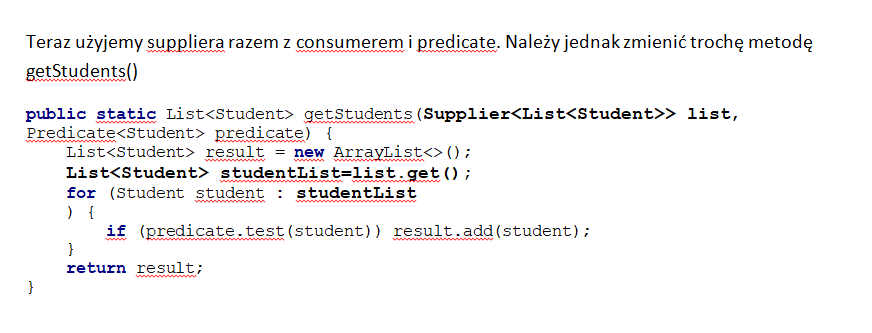 Teraz użyjemy suppliera razem z consumerem i predicate. Należy jednak zmienić trochę metodę
getStudents()
public static List<Student> getStudents(Supplier<List<Student>> list,
Predicate<Student> predicate) {
List<Student> result = new ArrayList<>();
List<Student> studentList=list.get();
for (Student student : studentList
) {
if (predicate.test(student)) result.add(student);
}
return result;
}